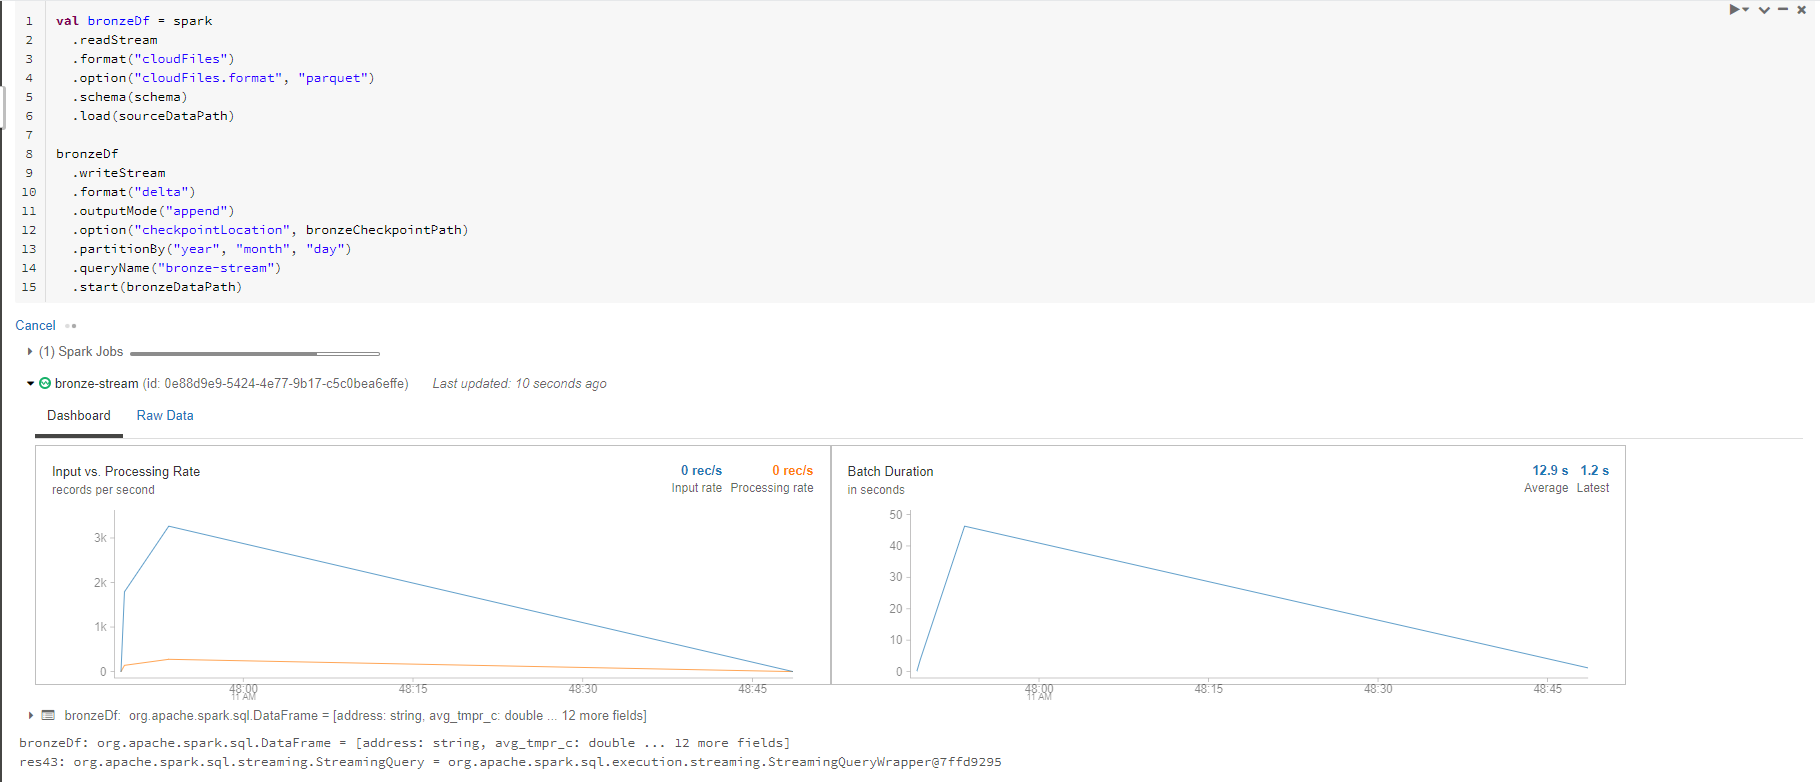 1 val bronzeDf = spark
2 .readStream
3 .format("cloudFiles")
4 .option("cloudFiles.format", "parquet")
5 .schema(schema)
6 .load(sourceDataPath)
7
8 bronzeDf
9 .writeStream
10 .format("delta")
11 .outputMode("append")
12 .option("checkpointLocation", bronzeCheckpointPath)
13 .partitionBy("year", "month", "day")
14 .queryName("bronze-stream")
15 .start(bronzeDataPath)
Cancel
(1) Spark Jobs
bronze-stream (id: 0e88d9e9-5424-4e77-9b17-c5c0bea6effe) Last updated: 10 seconds ago
Dashboard Raw Data
Input vs. Processing Rate 0 rec/s 0 rec/s
records per second Input rate Processing rate
3k
2k
1k
0
48:00 48:15 48:30 48:45
11 AM
Batch Duration 12.9 s 1.2 s
in seconds Average Latest
50
40
30
20
10
0
48:00 48:15 48:30 48:45
11 AM
bronzeDf: org.apache.spark.sql.DataFrame = [address: string, avg_tmpr_c: double ... 12 more fields]
bronzeDf: org.apache.spark.sql.DataFrame = [address: string, avg_tmpr_c: double ... 12 more fields]
res43: org.apache.spark.sql.streaming.StreamingQuery = org.apache.spark.sql.execution.streaming.StreamingQueryWrapper@7ffd9295